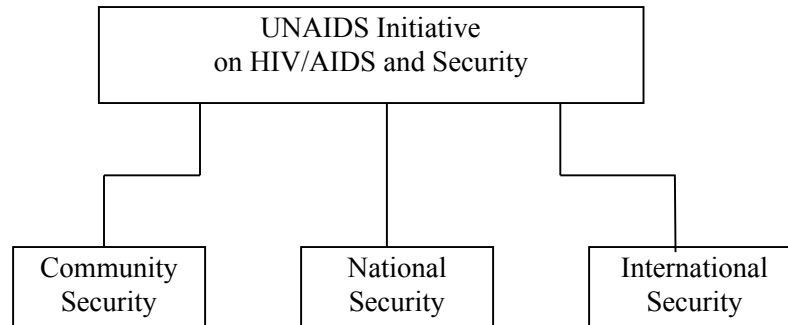 UNAIDS Initiative
on HIV/AIDS and Security
Community
Security
National
Security
International
Security